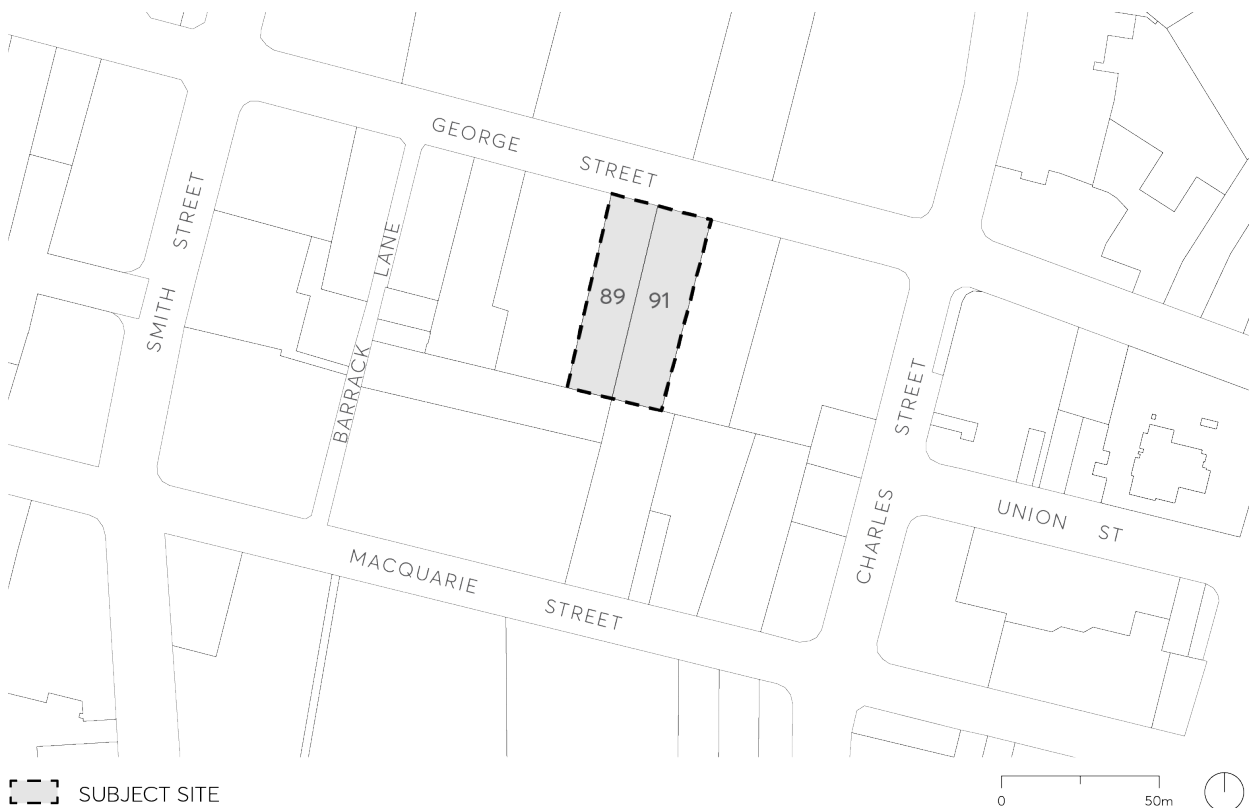 GEORGE STREET
SMITH STREET
BARRACK LANE
89
91
CHARLES STREET
UNION ST
MACQUARIE STREET
SUBJECT SITE
0 50m